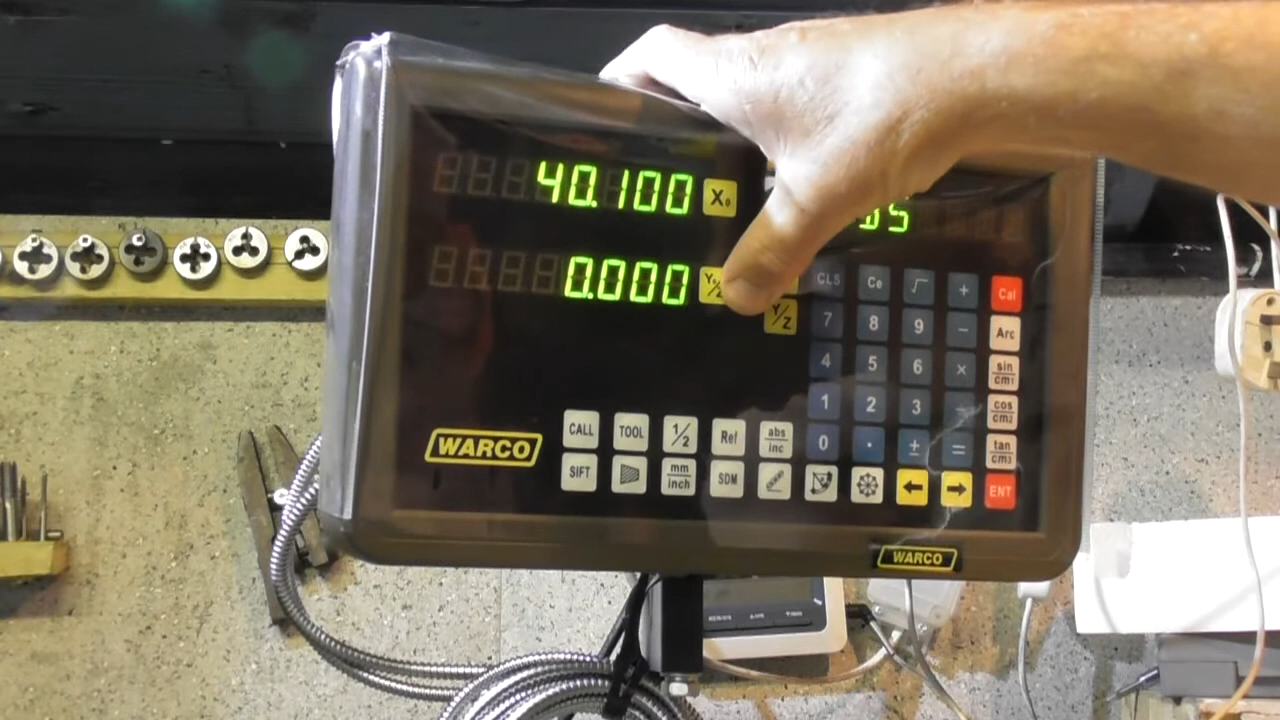 40.100 X₀
0.000
Y/Z
CLS Ce √ + Cal
7 8 9 − Arc
4 5 6 × sin/cm1
1 2 3 cos/cm2
0 · ± = tan/cm3
CALL TOOL 1/2 Ref abs/inc
SIFT mm/inch SDM ← → ENT
WARCO
WARCO